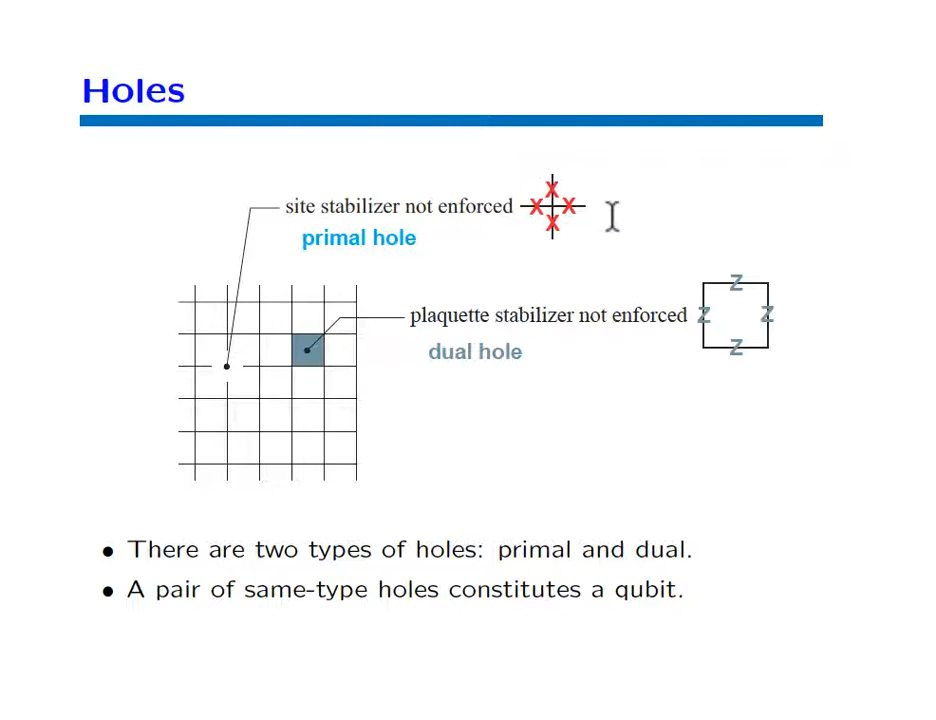 Holes
X
site stabilizer not enforced X X
X
primal hole
Z
plaquette stabilizer not enforced Z Z
Z
dual hole
• There are two types of holes: primal and dual.
• A pair of same-type holes constitutes a qubit.